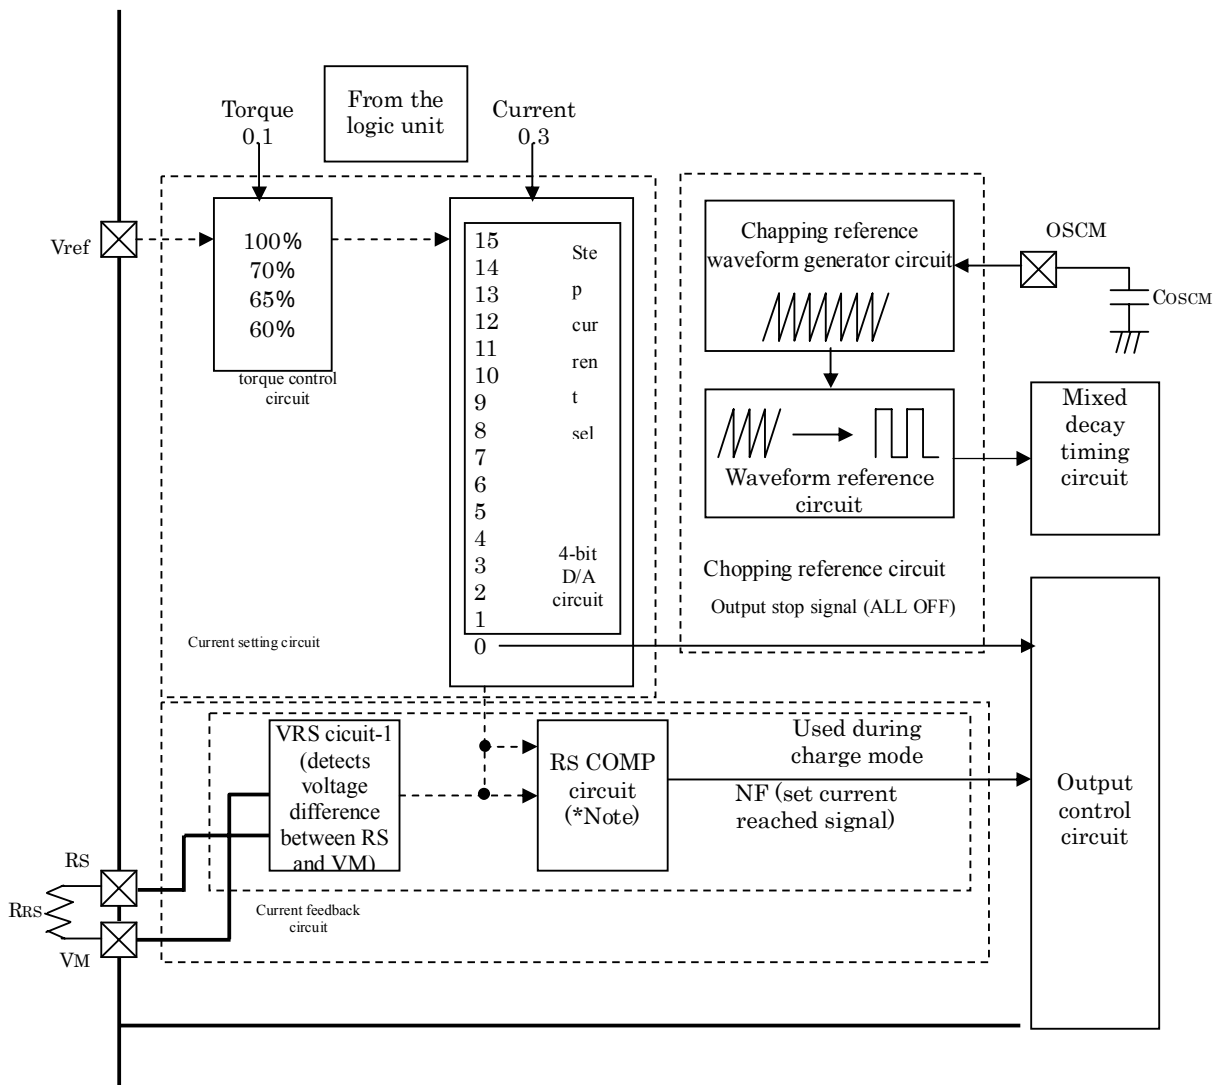 From the
logic unit
Torque
0.1
Current
0.3
Vref
100%
70%
65%
60%
torque control
circuit
15
14
13
12
11
10
9
8
7
6
5
4
3
2
1
0
Ste
p
cur
ren
t
sel
4-bit
D/A
circuit
Current setting circuit
Chapping reference
waveform generator circuit
OSCM
COSCM
Waveform reference
circuit
Mixed
decay
timing
circuit
Chopping reference circuit
Output stop signal (ALL OFF)
VRS cicuit-1
(detects
voltage
difference
between RS
and VM)
RS COMP
circuit
(*Note)
Used during
charge mode
NF (set current
reached signal)
Output
control
circuit
RS
RRS
VM
Current feedback
circuit